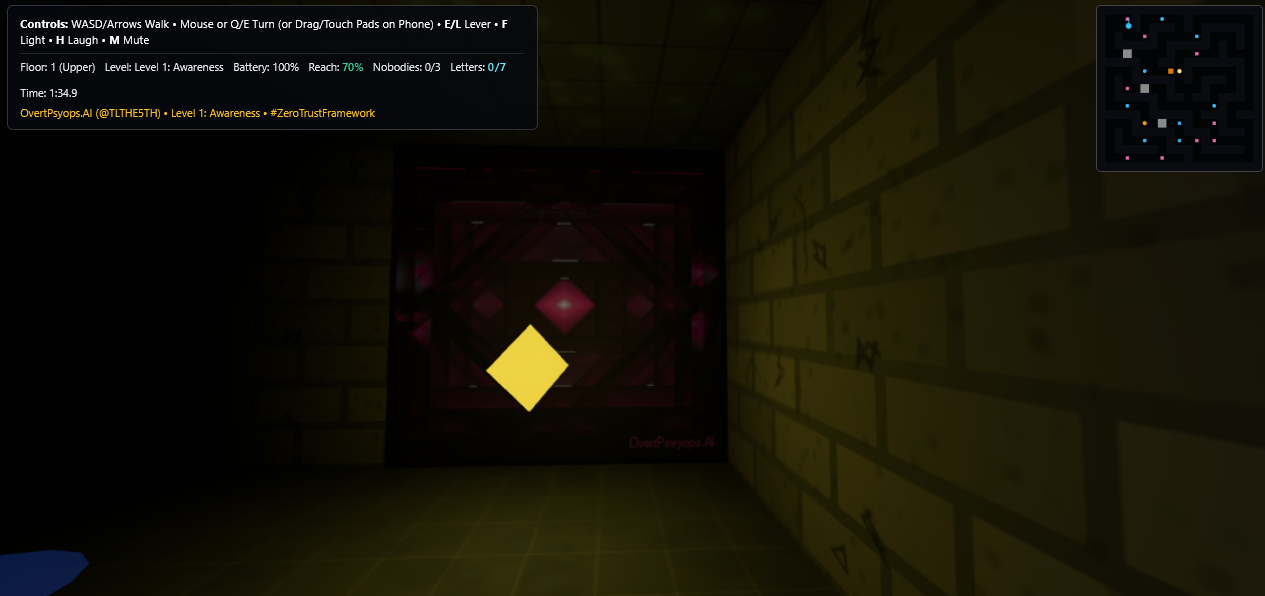 Controls: WASD/Arrows Walk • Mouse or Q/E Turn (or Drag/Touch Pads on Phone) • E/L Lever • F
Light • H Laugh • M Mute
Floor: 1 (Upper) Level: Level 1: Awareness Battery: 100% Reach: 70% Nobodies: 0/3 Letters: 0/7
Time: 1:34.9
OvertPsyops.AI (@TLTHE5TH) • Level 1: Awareness • #ZeroTrustFramework
OvertPsyops.AI